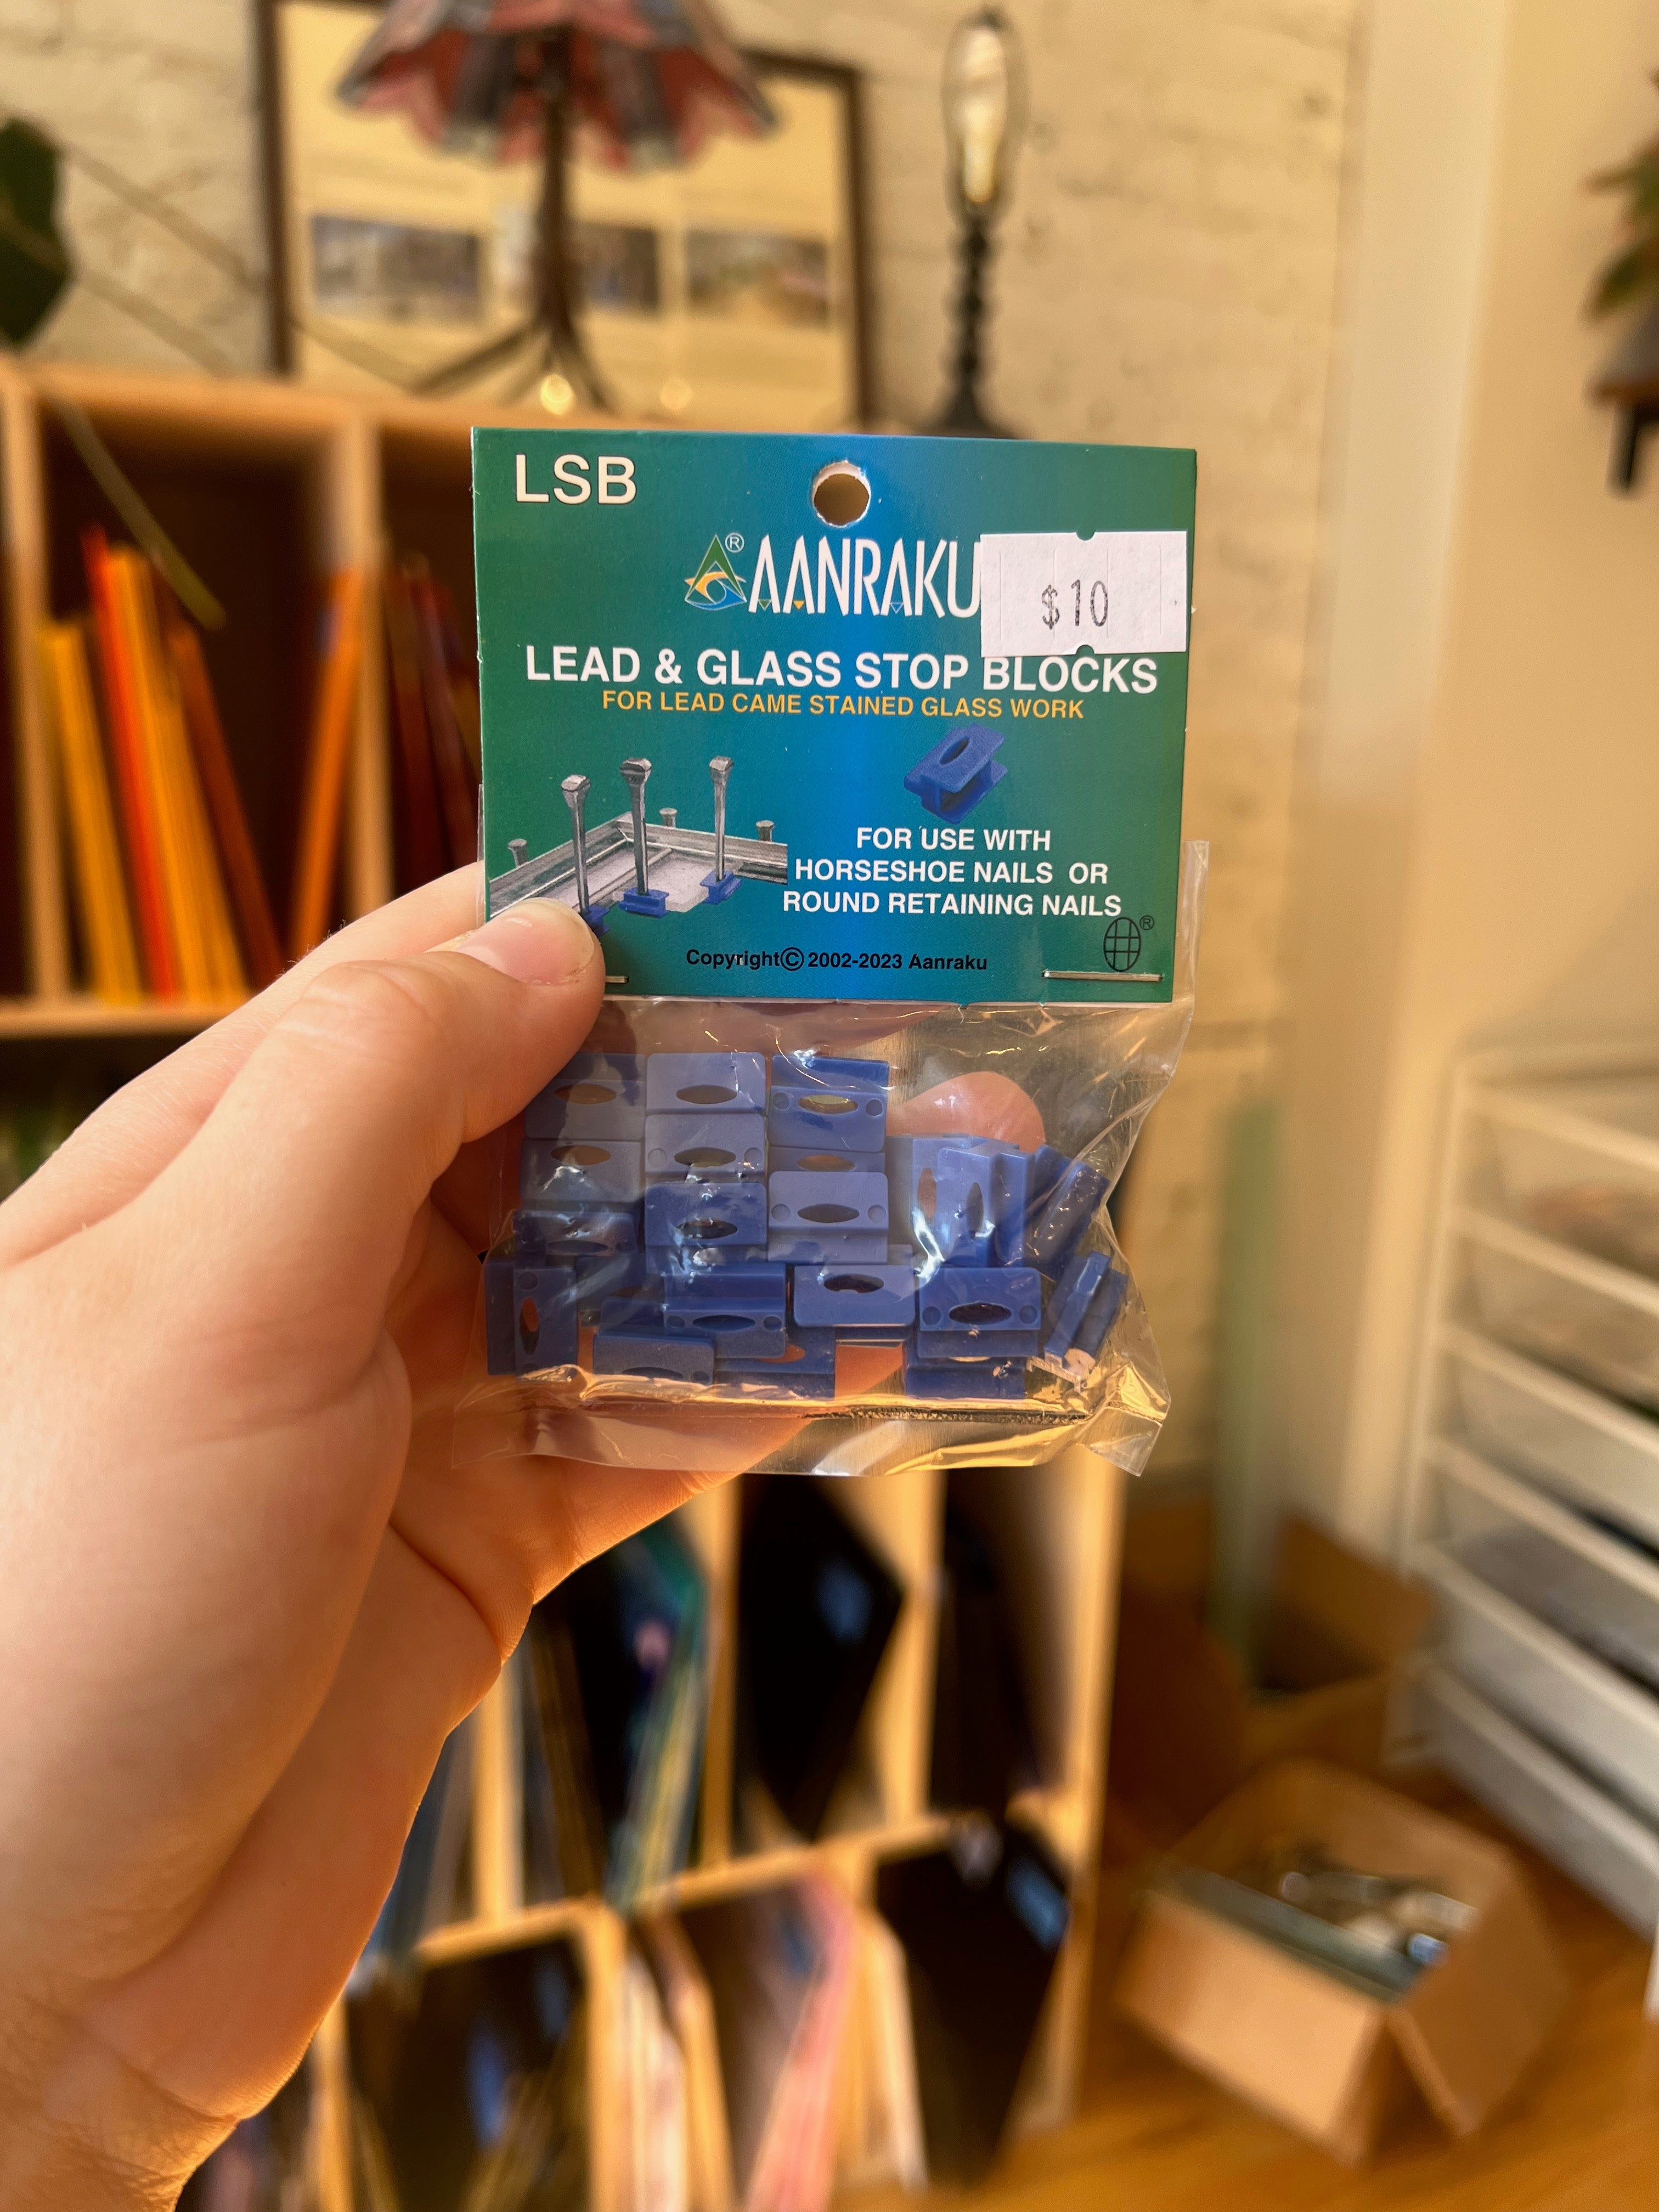 LSB
®AANRAKU
$10
LEAD & GLASS STOP BLOCKS
FOR LEAD CAME STAINED GLASS WORK
FOR USE WITH
HORSESHOE NAILS OR
ROUND RETAINING NAILS
®
Copyright© 2002-2023 Aanraku